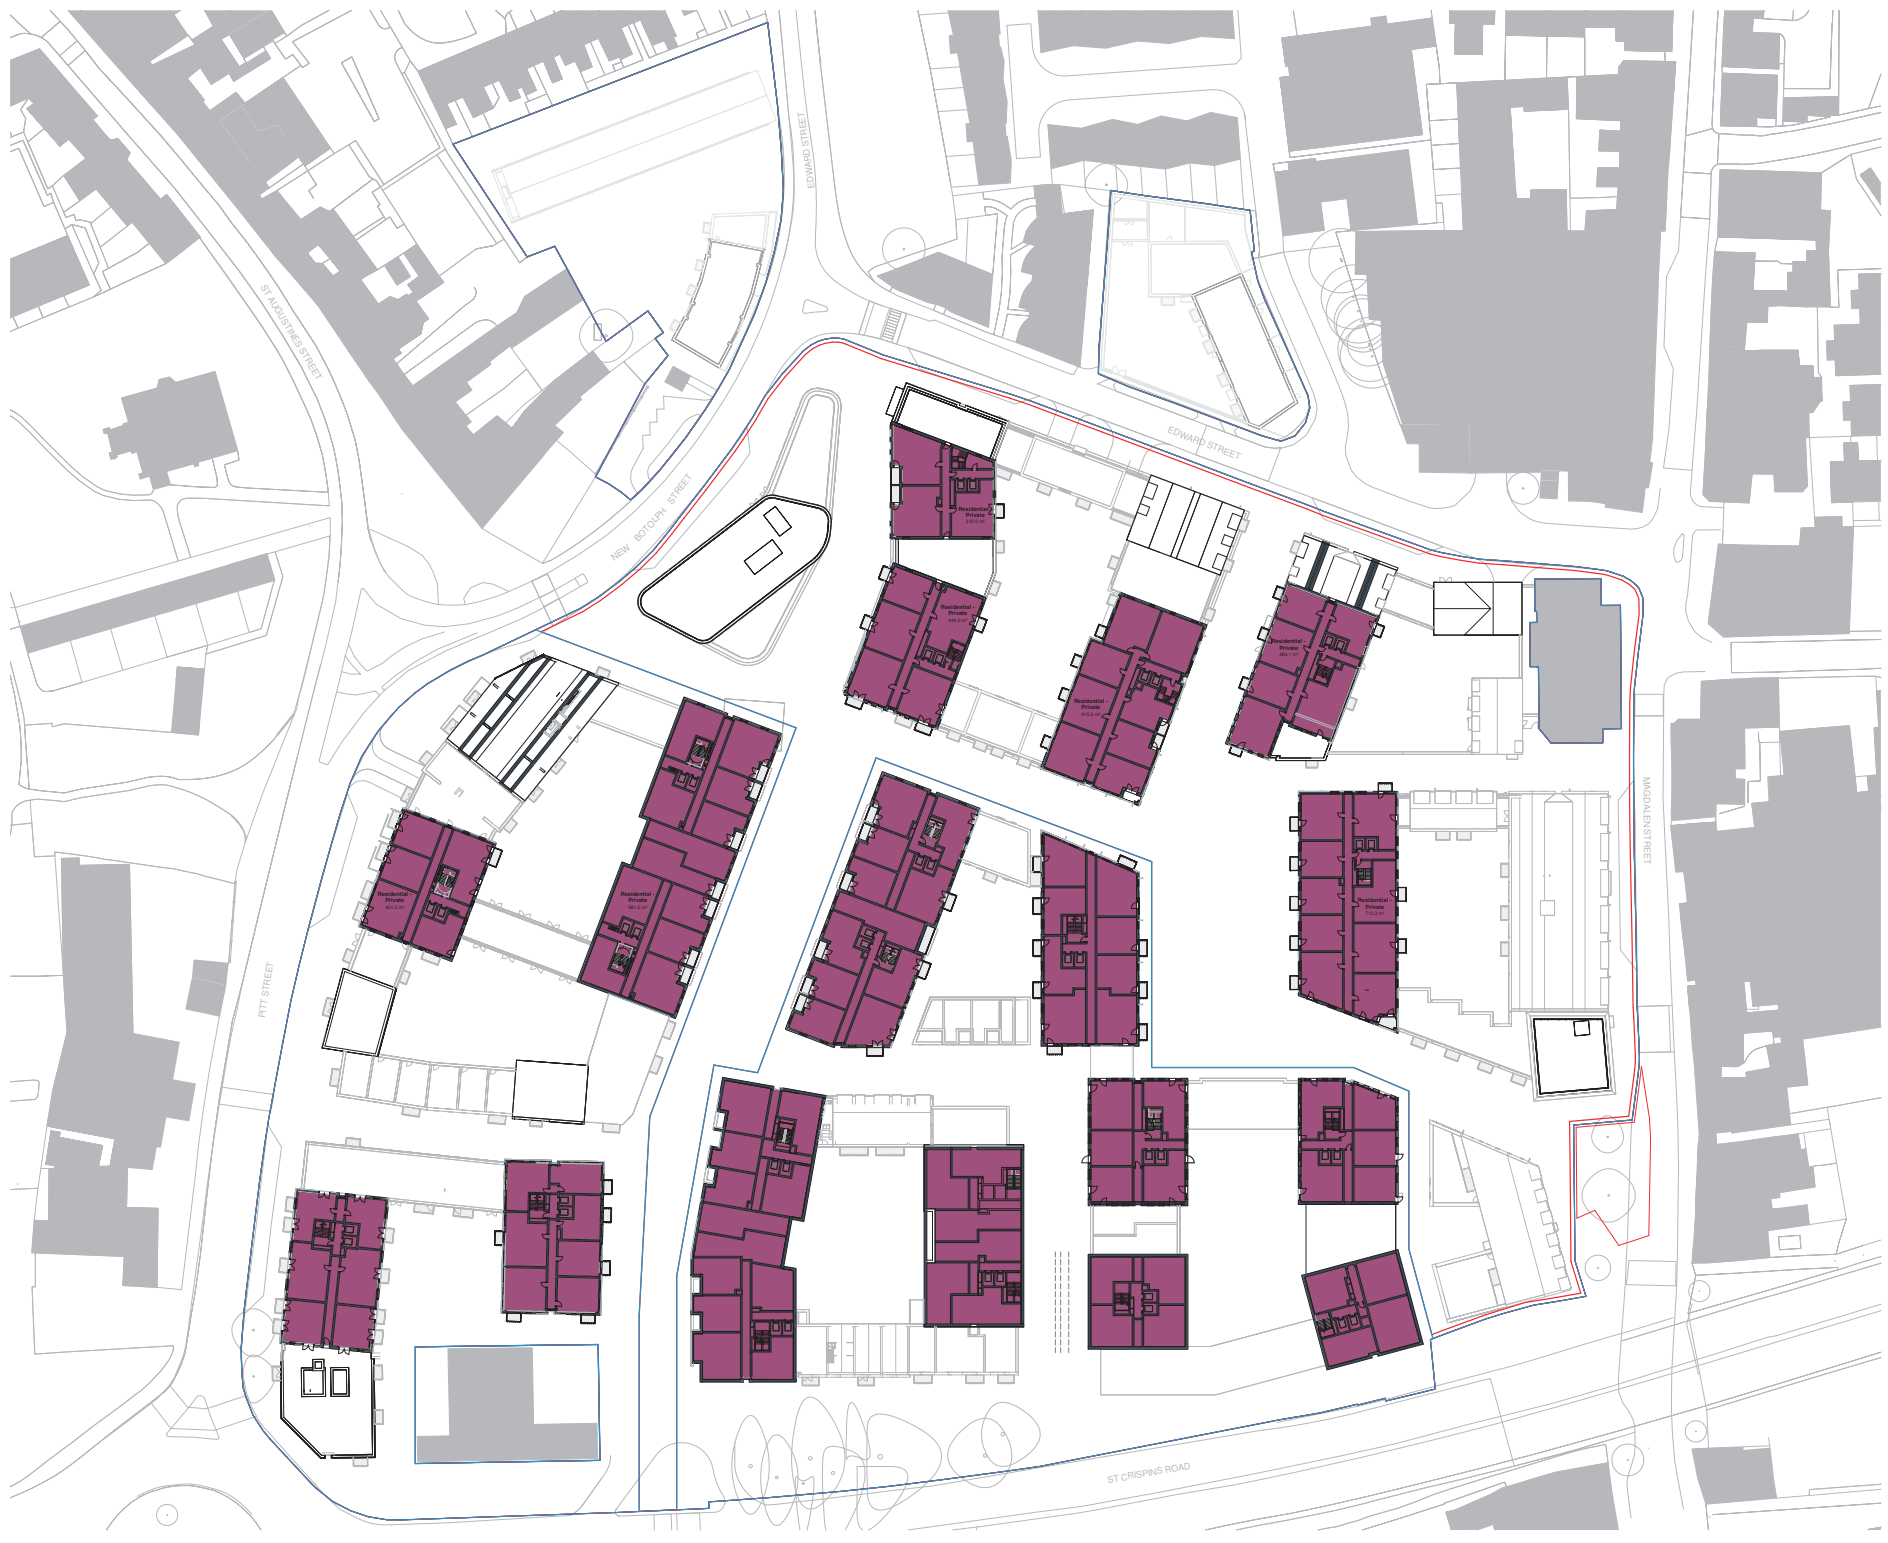 EDWARD STREET
ST AUGUSTINES STREET
EDWARD STREET
NEW BOTOLPH STREET
Residential -
Private
Residential -
Private
Residential -
Private
Residential -
Private
Residential -
Private
Residential -
Private
Residential -
Private
MAGDALEN STREET
PITT STREET
ST CRISPINS ROAD